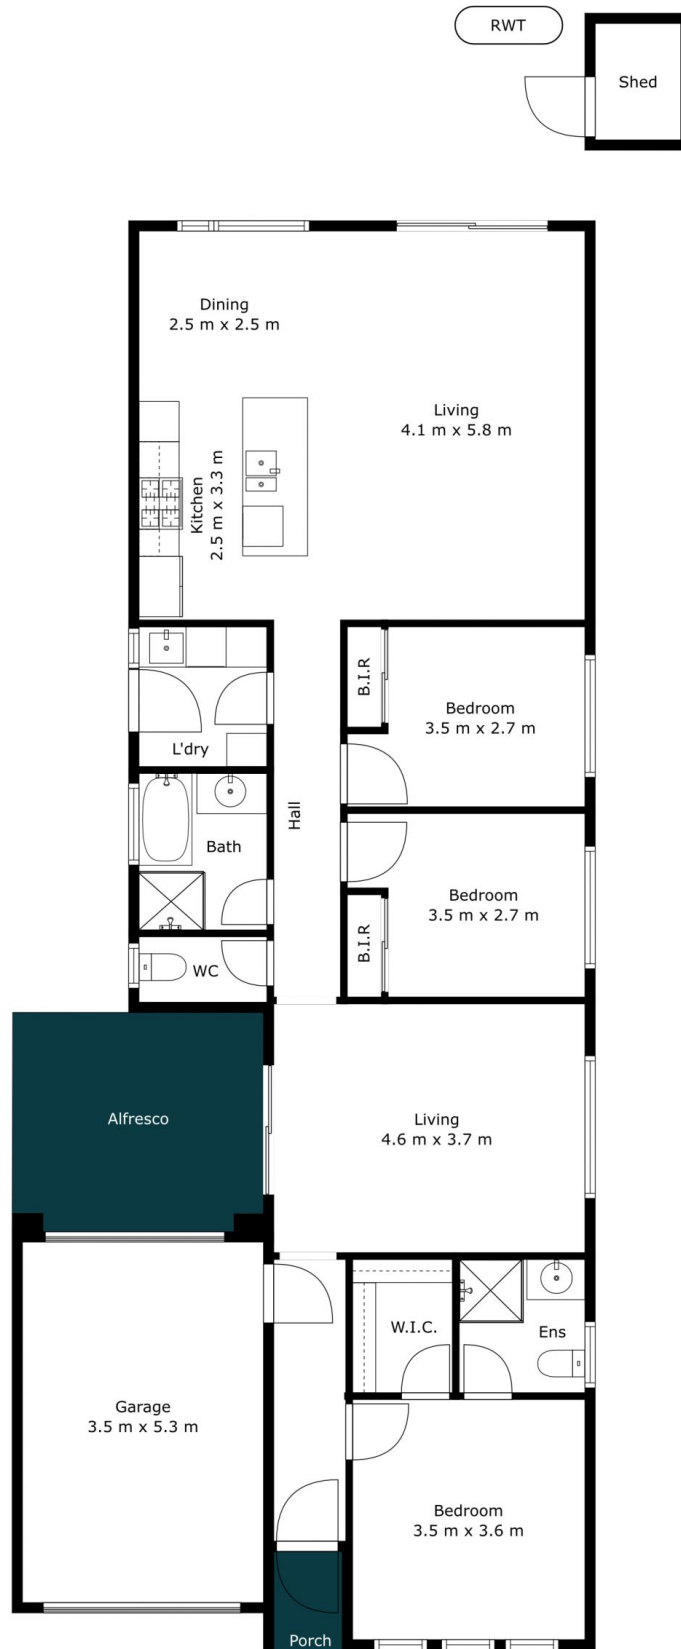 RWT
Shed
Dining
2.5 m x 2.5 m
Living
4.1 m x 5.8 m
Kitchen
2.5 m x 3.3 m
B.I.R
Bedroom
3.5 m x 2.7 m
L'dry
Hall
Bath
Bedroom
3.5 m x 2.7 m
B.I.R
WC
Alfresco
Living
4.6 m x 3.7 m
W.I.C.
Ens
Garage
3.5 m x 5.3 m
Bedroom
3.5 m x 3.6 m
Porch